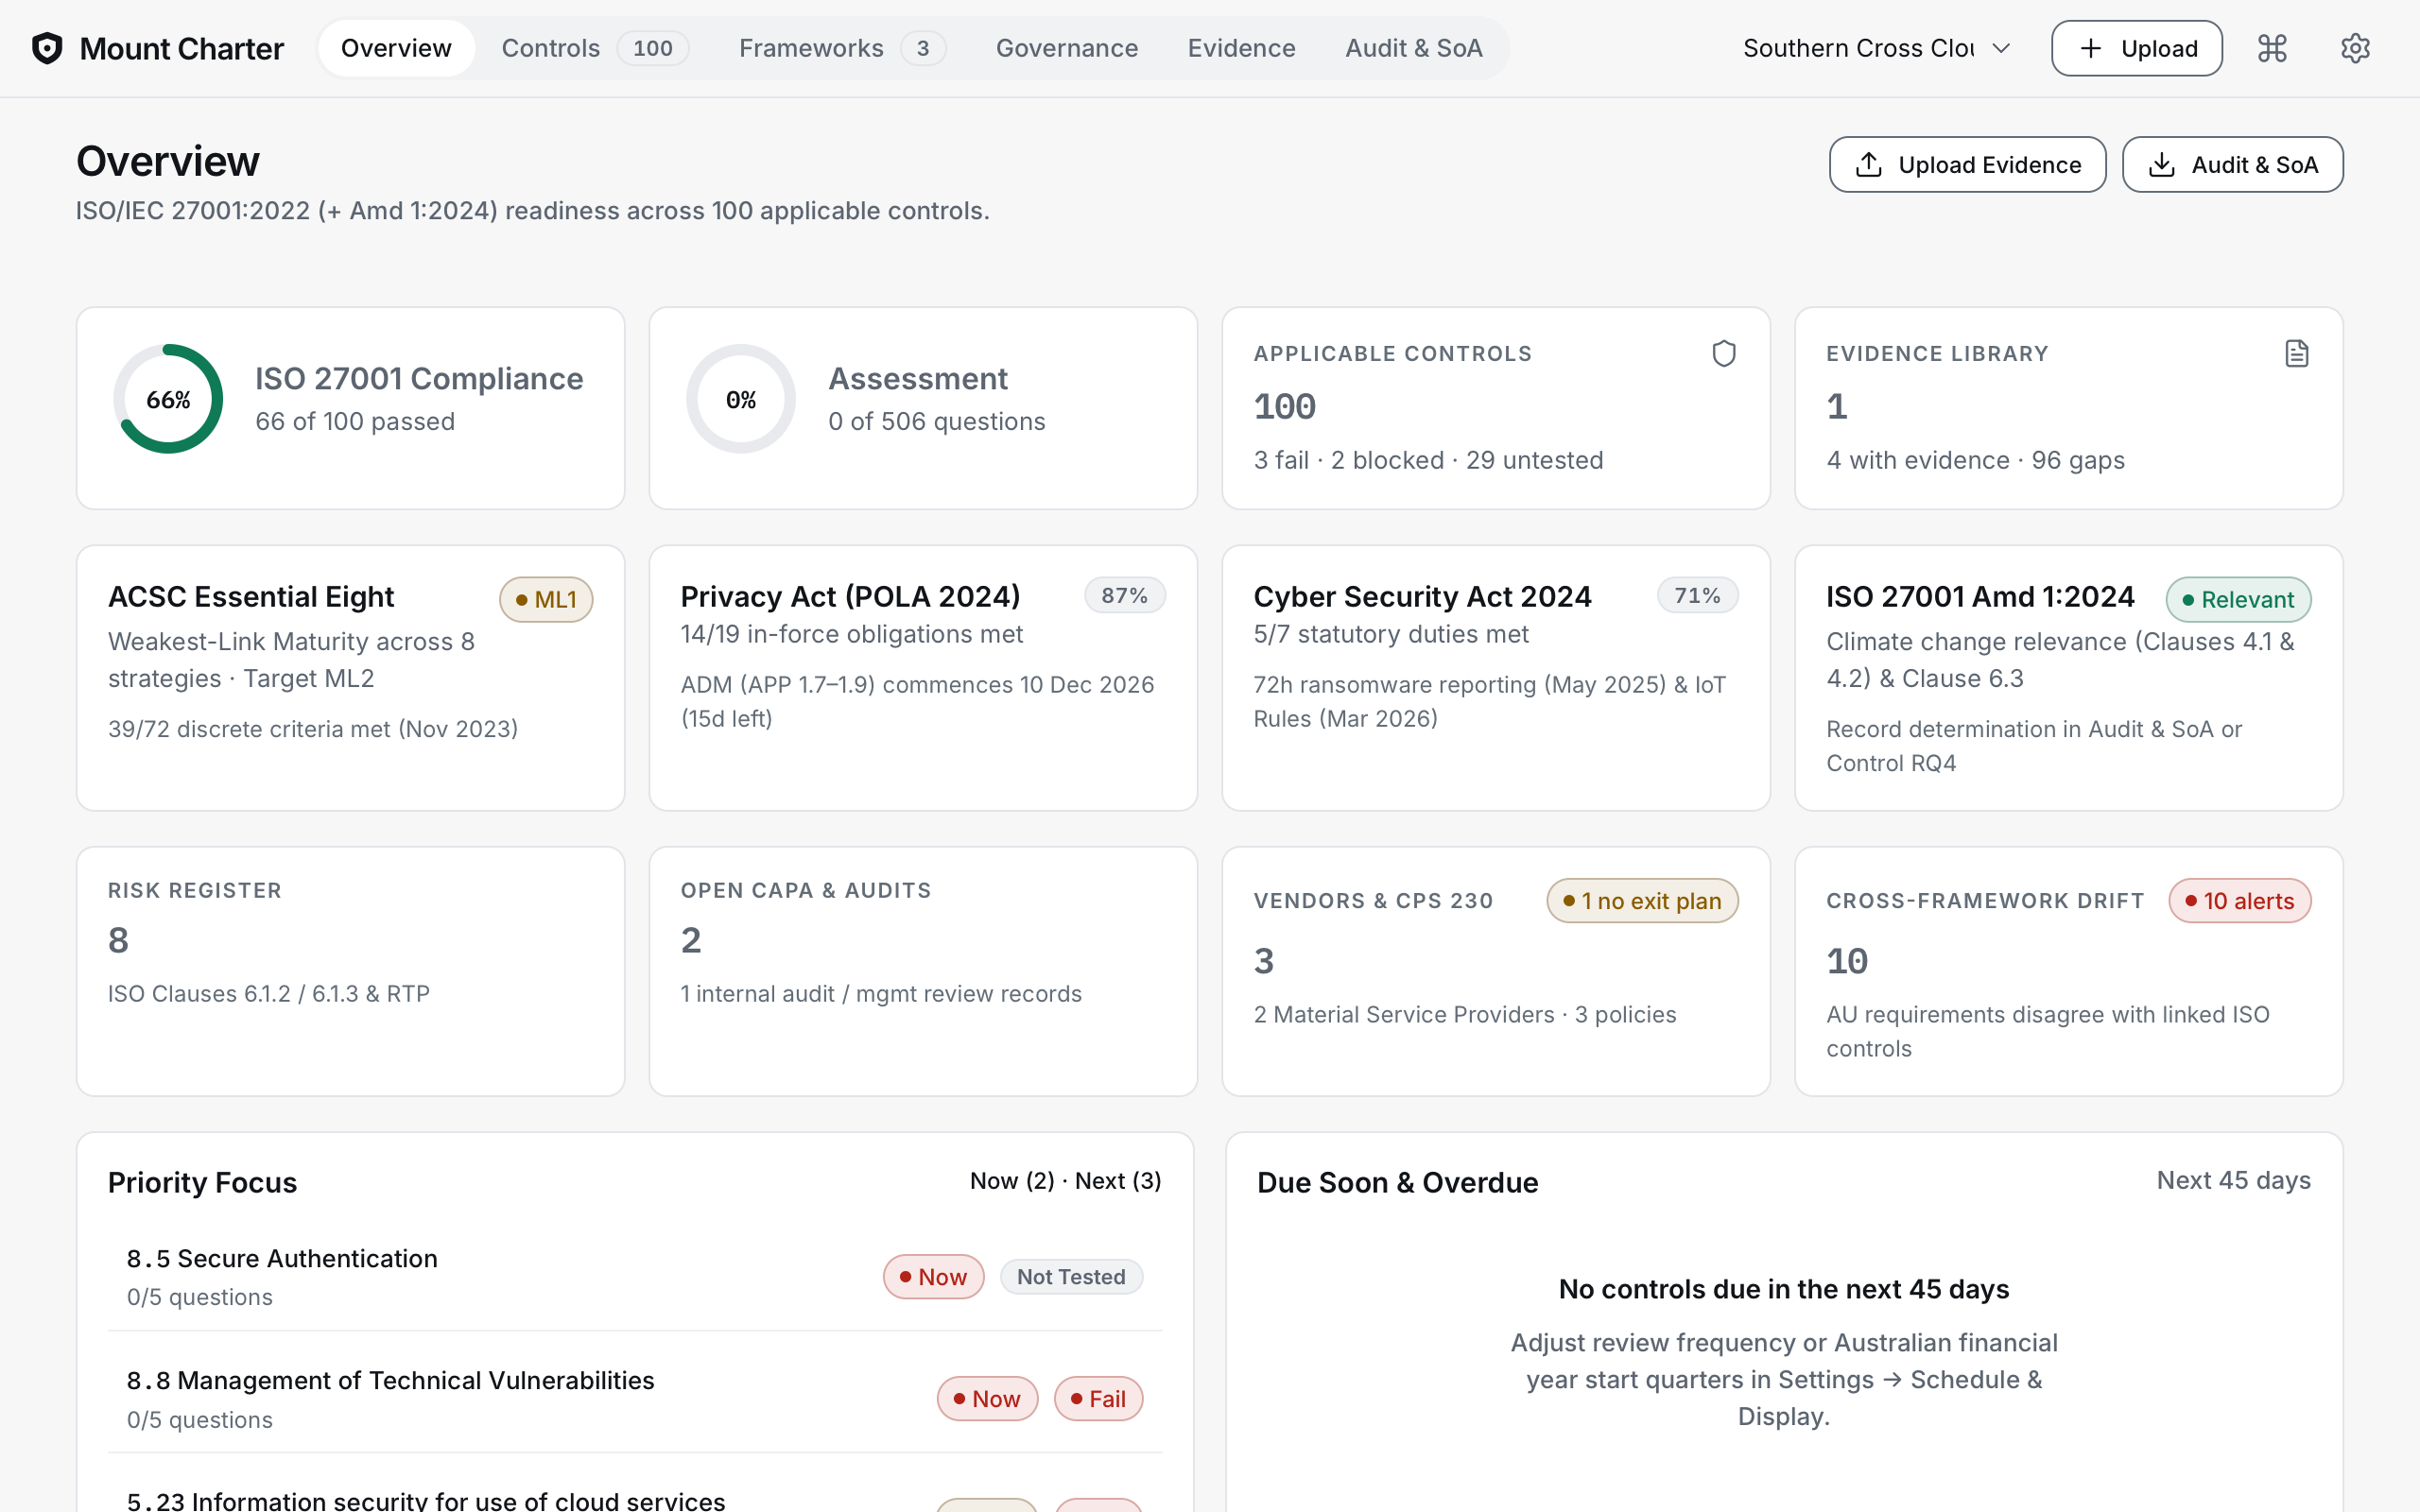 Mount Charter
Overview
Controls 100
Frameworks 3
Governance
Evidence
Audit & SoA
Southern Cross
Upload
Overview
ISO/IEC 27001:2022 (+ Amd 1:2024) readiness across 100 applicable controls.
Upload Evidence
Audit & SoA
66%
ISO 27001 Compliance
66 of 100 passed
0%
Assessment
0 of 506 questions
APPLICABLE CONTROLS
100
3 fail · 2 blocked · 29 untested
EVIDENCE LIBRARY
1
4 with evidence · 96 gaps
ACSC Essential Eight
ML1
Weakest-Link Maturity across 8
strategies · Target ML2
39/72 discrete criteria met (Nov 2023)
Privacy Act (POLA 2024)
87%
14/19 in-force obligations met
ADM (APP 1.7–1.9) commences 10 Dec 2026
(15d left)
Cyber Security Act 2024
71%
5/7 statutory duties met
72h ransomware reporting (May 2025) & IoT
Rules (Mar 2026)
ISO 27001 Amd 1:2024
Relevant
Climate change relevance (Clauses 4.1 &
4.2) & Clause 6.3
Record determination in Audit & SoA or
Control RQ4
RISK REGISTER
8
ISO Clauses 6.1.2 / 6.1.3 & RTP
OPEN CAPA & AUDITS
2
1 internal audit / mgmt review records
VENDORS & CPS 230
1 no exit plan
3
2 Material Service Providers · 3 policies
CROSS-FRAMEWORK DRIFT
10 alerts
10
AU requirements disagree with linked ISO
controls
Priority Focus
Now (2) · Next (3)
8.5 Secure Authentication
0/5 questions
Now
Not Tested
8.8 Management of Technical Vulnerabilities
0/5 questions
Now
Fail
5.23 Information security for use of cloud services
Due Soon & Overdue
Next 45 days
No controls due in the next 45 days
Adjust review frequency or Australian financial
year start quarters in Settings → Schedule &
Display.